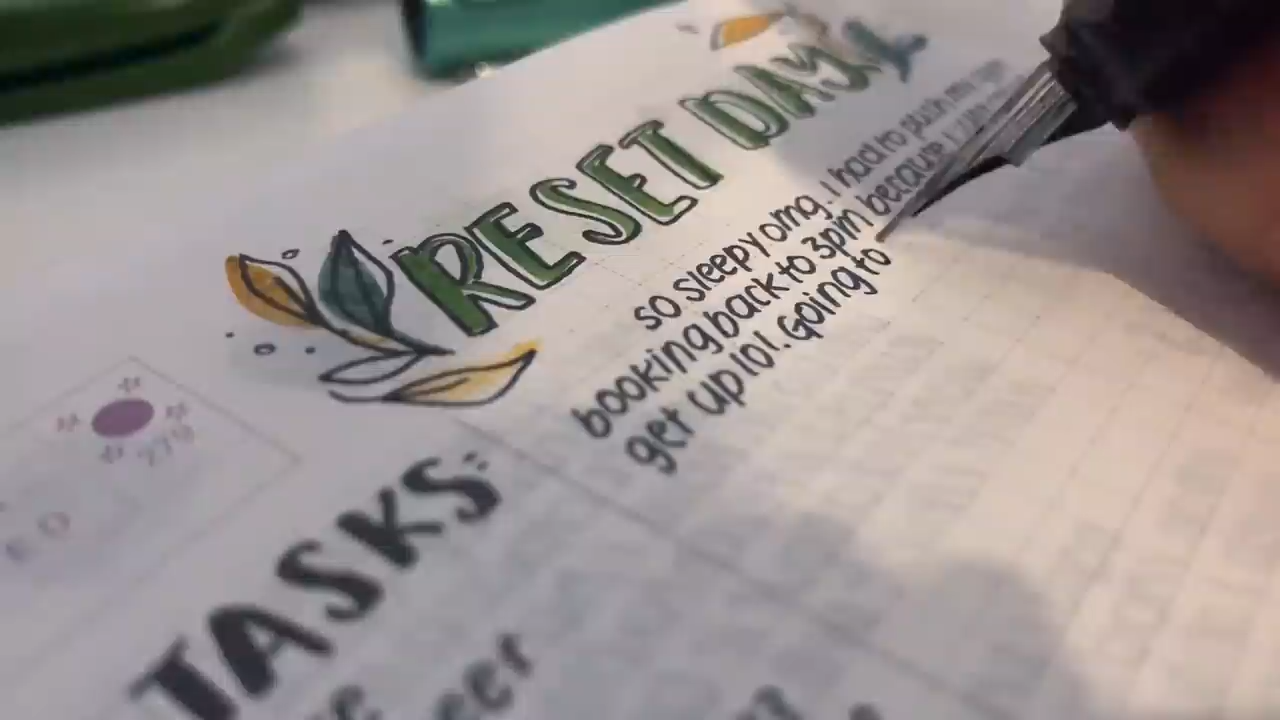 RESET DAY
so sleepy omg. I had to push my
booking back to 3pm because I
get up lol. Going to
TASKS: